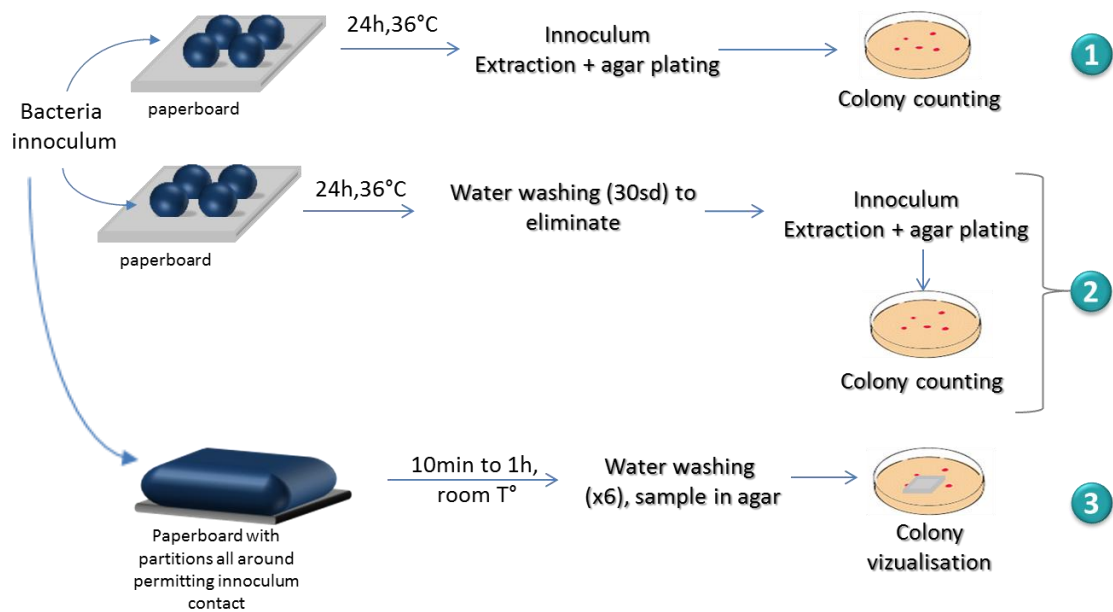 24h,36°C
Innoculum
Extraction + agar plating
1
paperboard
Colony counting
Bacteria
innoculum
24h,36°C
Water washing (30sd) to
eliminate
Innoculum
Extraction + agar plating
paperboard
2
Colony counting
10min to 1h,
room T°
Water washing
(x6), sample in agar
3
Paperboard with
partitions all around
permitting innoculum
contact
Colony
vizualisation